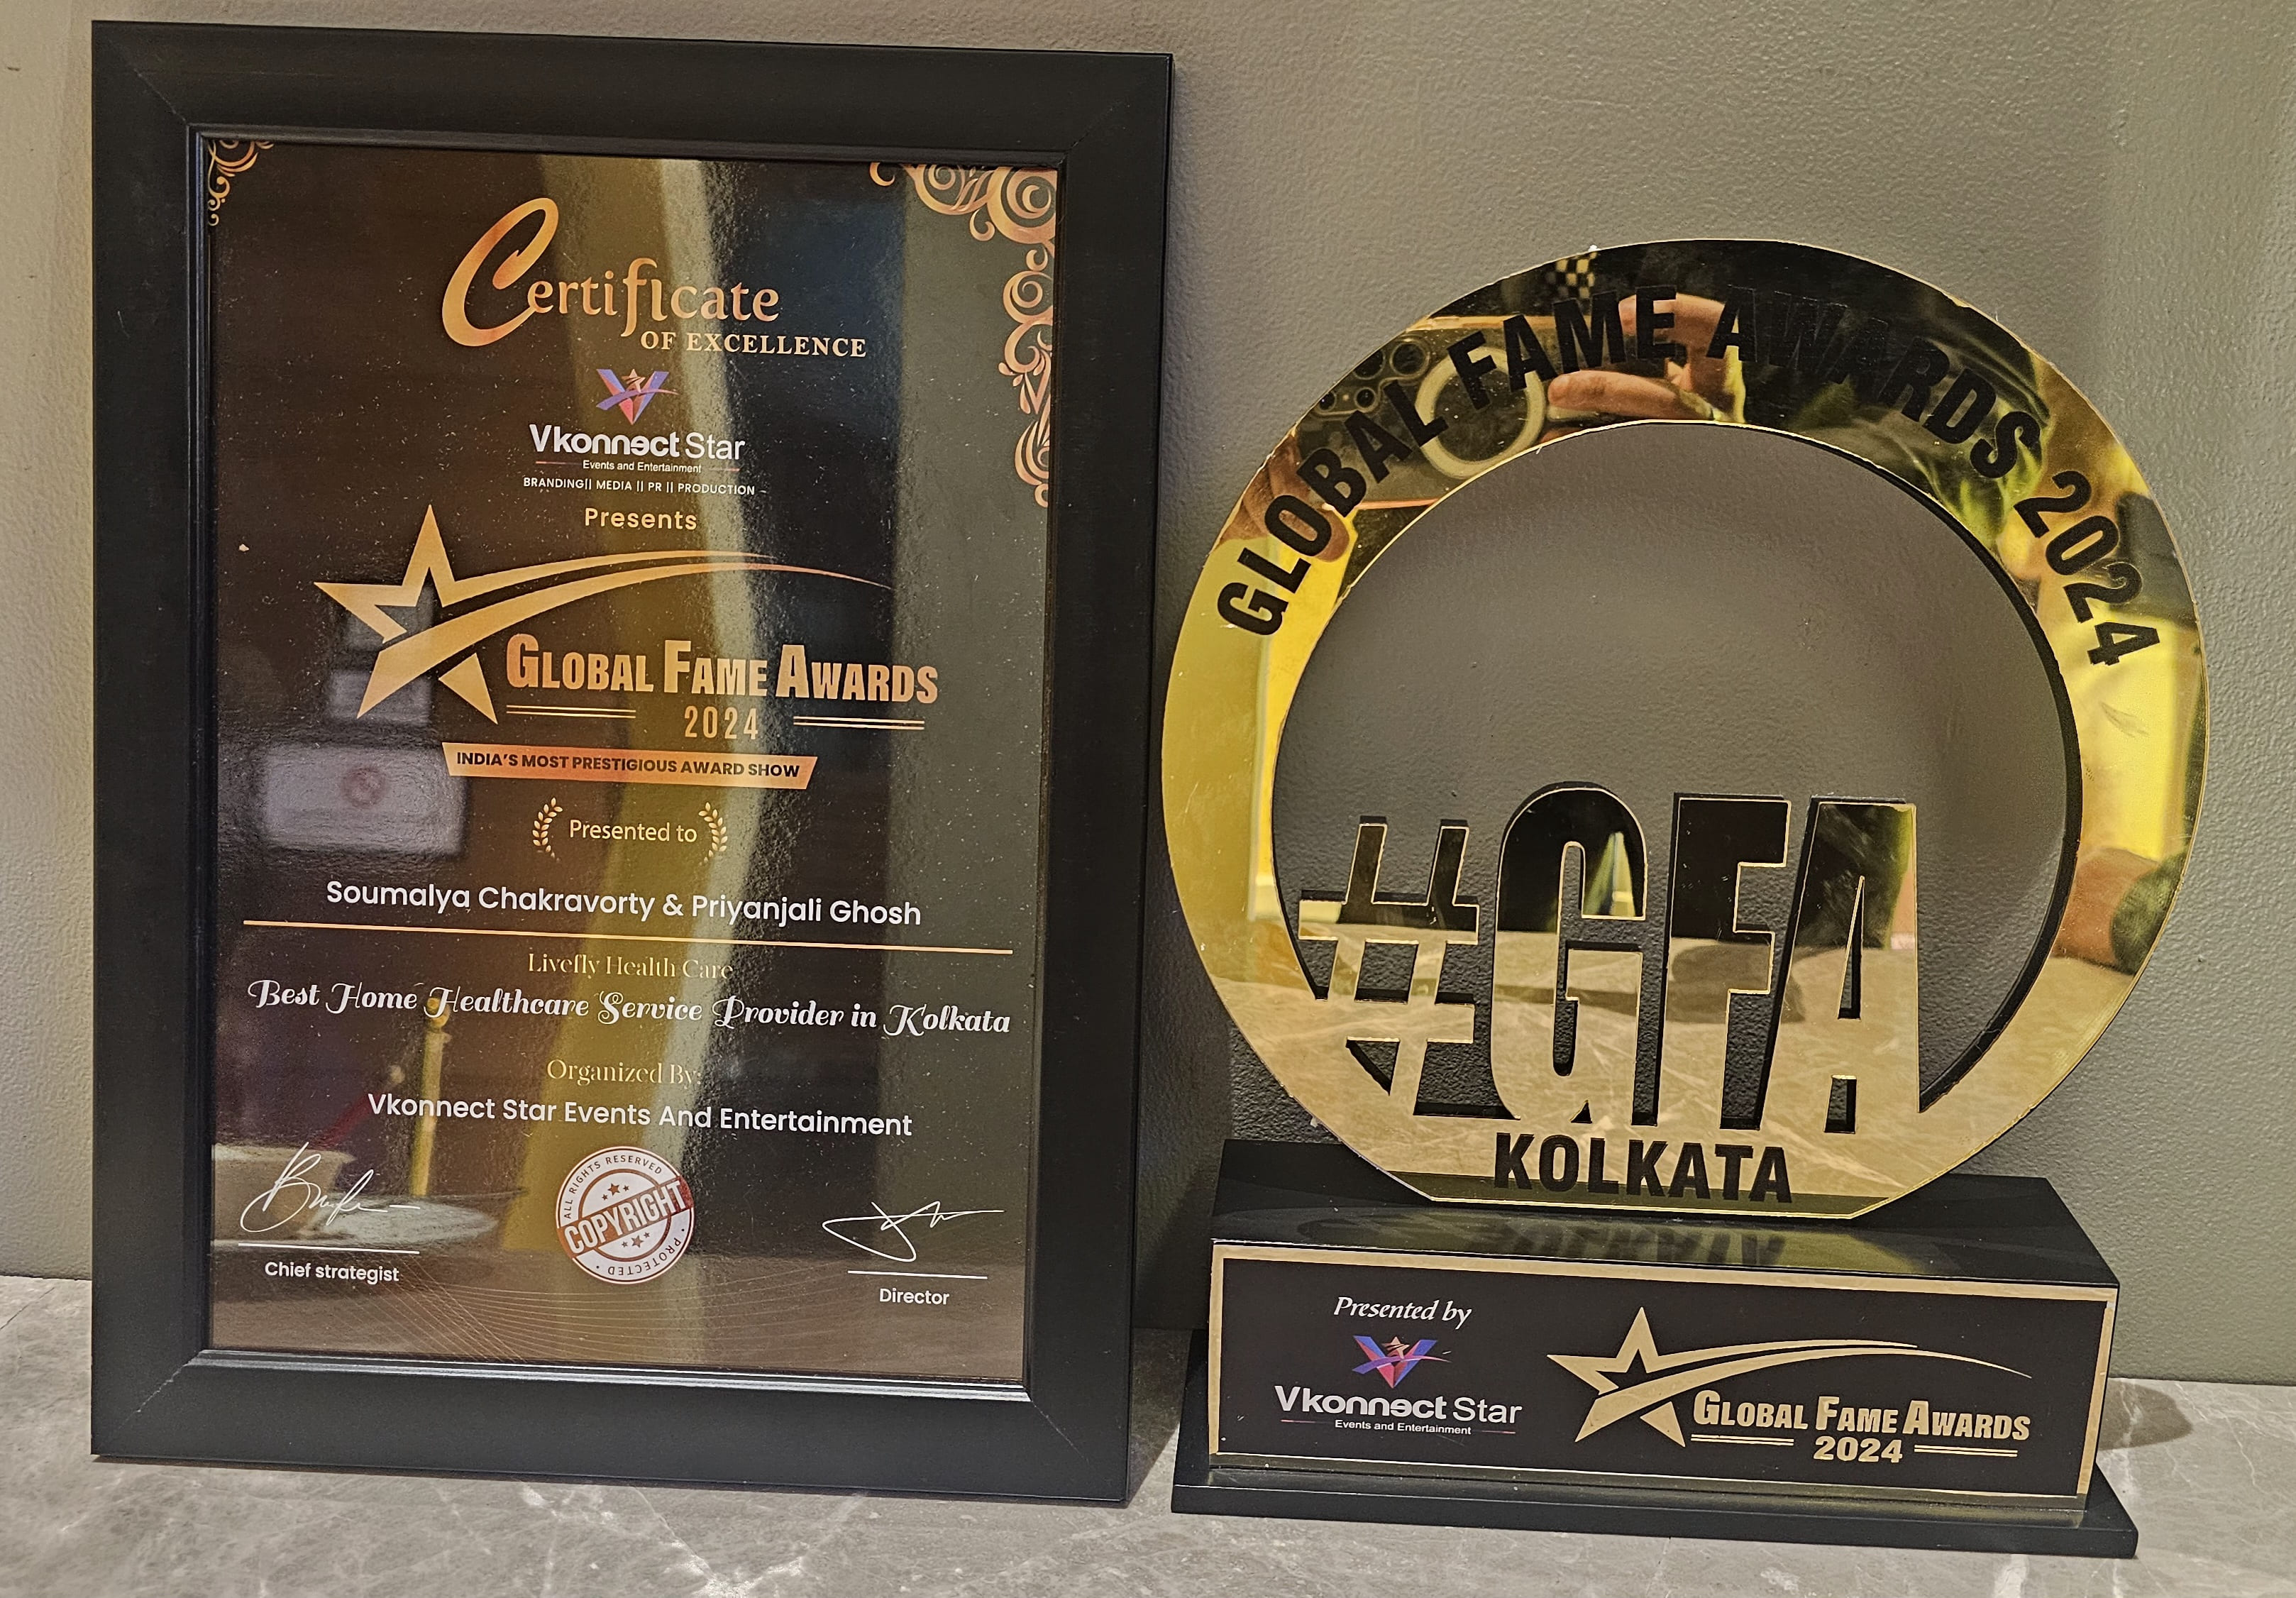 Certificate
OF EXCELLENCE
Vkonnect Star
Events and Entertainment
BRANDING|| MEDIA || PR || PRODUCTION
Presents
GLOBAL FAME AWARDS
2024
INDIA'S MOST PRESTIGIOUS AWARD SHOW
Presented to
Soumalya Chakravorty & Priyanjali Ghosh
Livefly Health Care
Best Home Healthcare Service Provider in Kolkata
Organized By:
Vkonnect Star Events And Entertainment
ALL RIGHTS RESERVED
COPYRIGHT
PROTECTED
Chief strategist
Director
GLOBAL FAME AWARDS 2024
#GFA
KOLKATA
Presented by
Vkonnect Star
Events and Entertainment
GLOBAL FAME AWARDS
2024